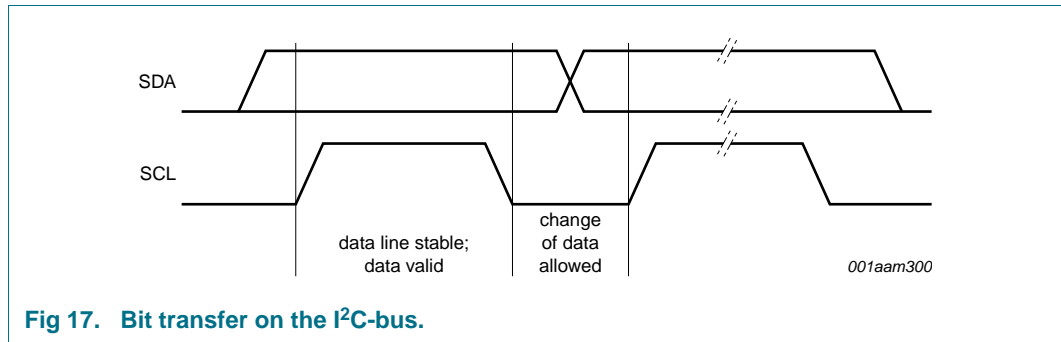 SDA
SCL
data line stable;
data valid
change
of data
allowed
001aam300
Fig 17. Bit transfer on the I²C-bus.